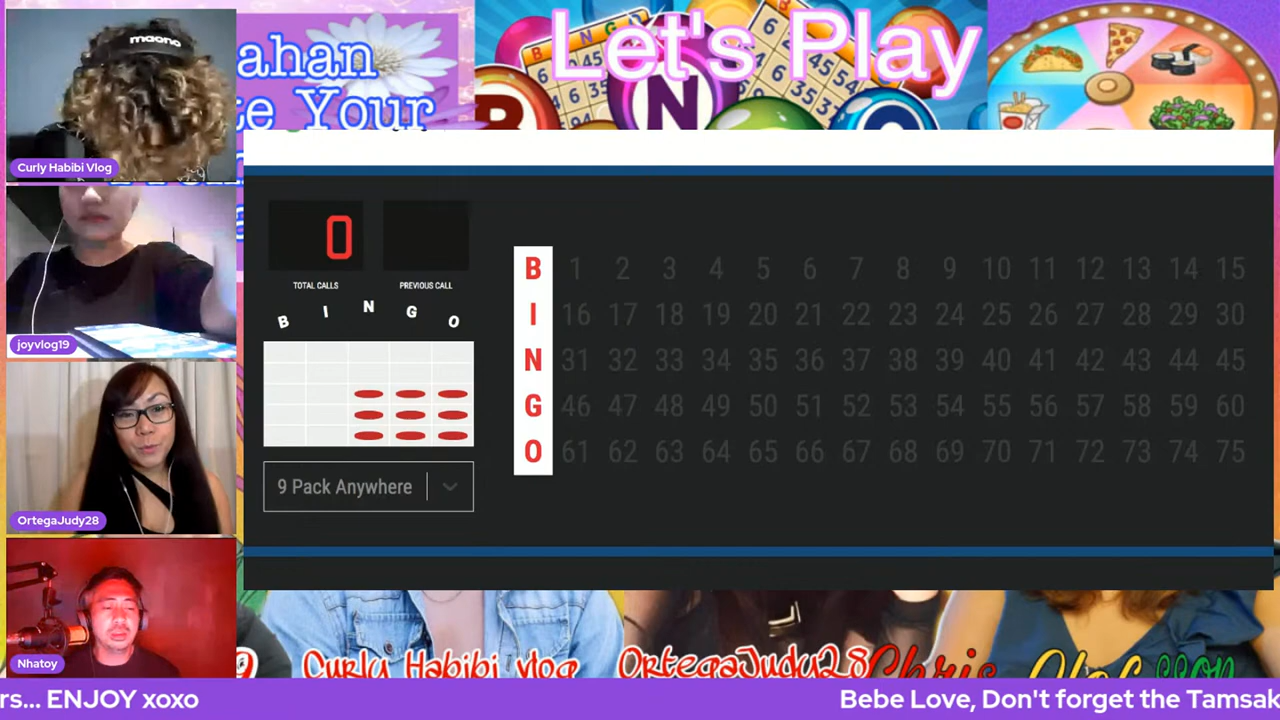 maono
Curly Habibi Vlog
joyvlog19
OrtegaJudy28
Nhatoy
ahan
te Your
Let's Play
N
0
TOTAL CALLS
PREVIOUS CALL
B I N G O
9 Pack Anywhere
B 1 2 3 4 5 6 7 8 9 10 11 12 13 14 15
I 16 17 18 19 20 21 22 23 24 25 26 27 28 29 30
N 31 32 33 34 35 36 37 38 39 40 41 42 43 44 45
G 46 47 48 49 50 51 52 53 54 55 56 57 58 59 60
O 61 62 63 64 65 66 67 68 69 70 71 72 73 74 75
Curly Habibi vlog
OrtegaJudy28
Chris
rs... ENJOY xoxo
Bebe Love, Don't forget the Tamsak